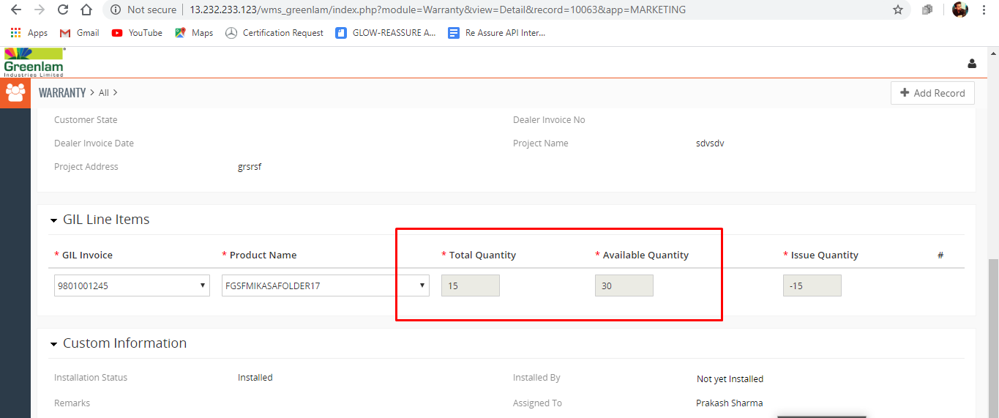 Not secure | 13.232.233.123/wms_greenlam/index.php?module=Warranty&view=Detail&record=10063&app=MARKETING
Apps Gmail YouTube Maps Certification Request GLOW-REASSURE A... Re Assure API Inter...
Greenlam
Industries Limited
WARRANTY > All > + Add Record
Customer State Dealer Invoice No
Dealer Invoice Date Project Name sdvsdv
Project Address grsrsf
GIL Line Items
* GIL Invoice * Product Name * Total Quantity * Available Quantity * Issue Quantity #
9801001245 FGSFMIKASAFOLDER17 15 30 -15
Custom Information
Installation Status Installed Installed By Not yet Installed
Remarks Assigned To Prakash Sharma